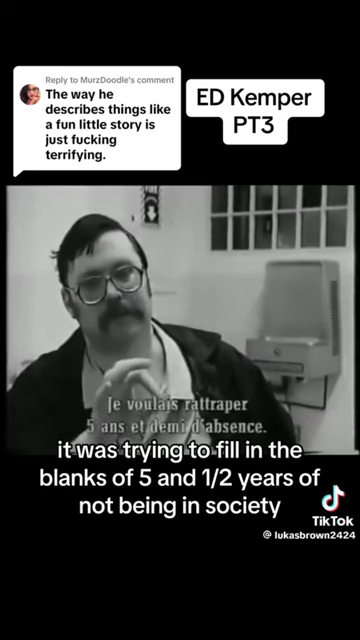 Reply to MurzDoodle's comment
The way he
describes things like
a fun little story is
just fucking
terrifying.
ED Kemper
PT3
Je voulais rattraper
5 ans et demi d'absence.
it was trying to fill in the
blanks of 5 and 1/2 years of
not being in society
TikTok
@ lukasbrown2424